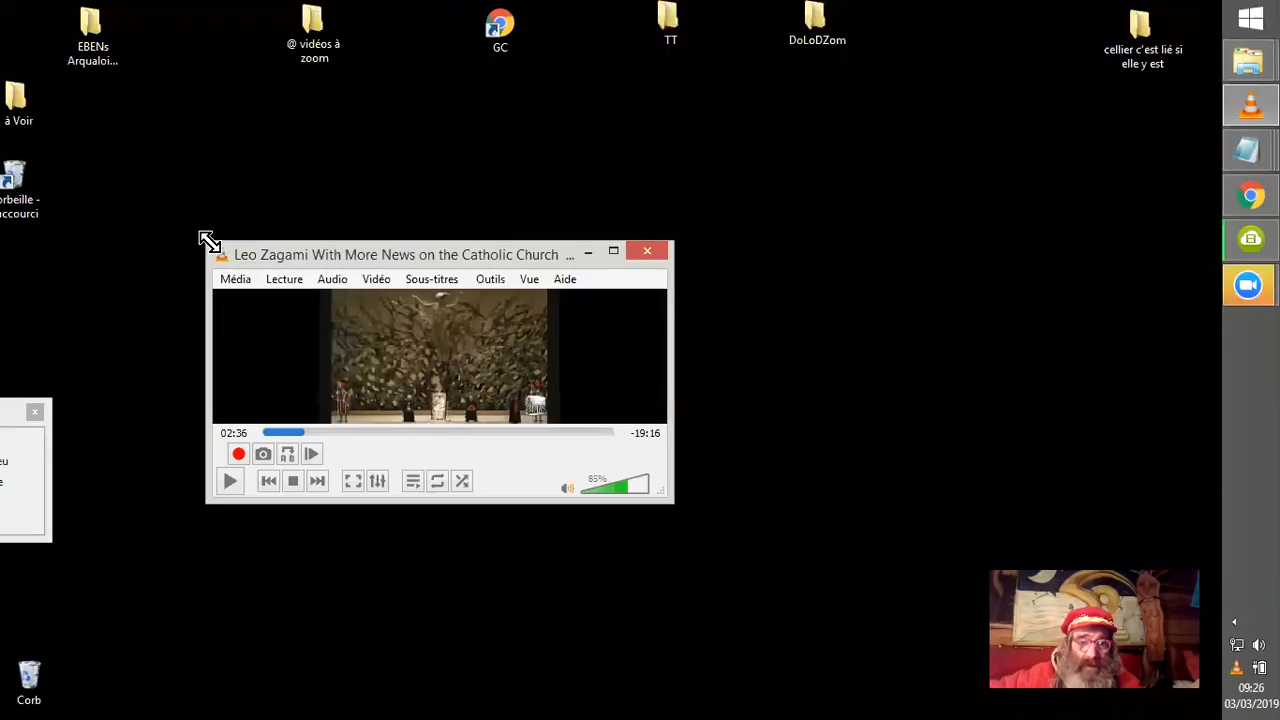 EBENs
Arqualoi...
@ vidéos à
zoom
GC
TT
DoLoDZom
cellier c'est lié si
elle y est
à Voir
orbeille -
accourci
Leo Zagami With More News on the Catholic Church ...
Média Lecture Audio Vidéo Sous-titres Outils Vue Aide
02:36
-19:16
A B
85%
x
eu
e
Corb
09:26
03/03/2019